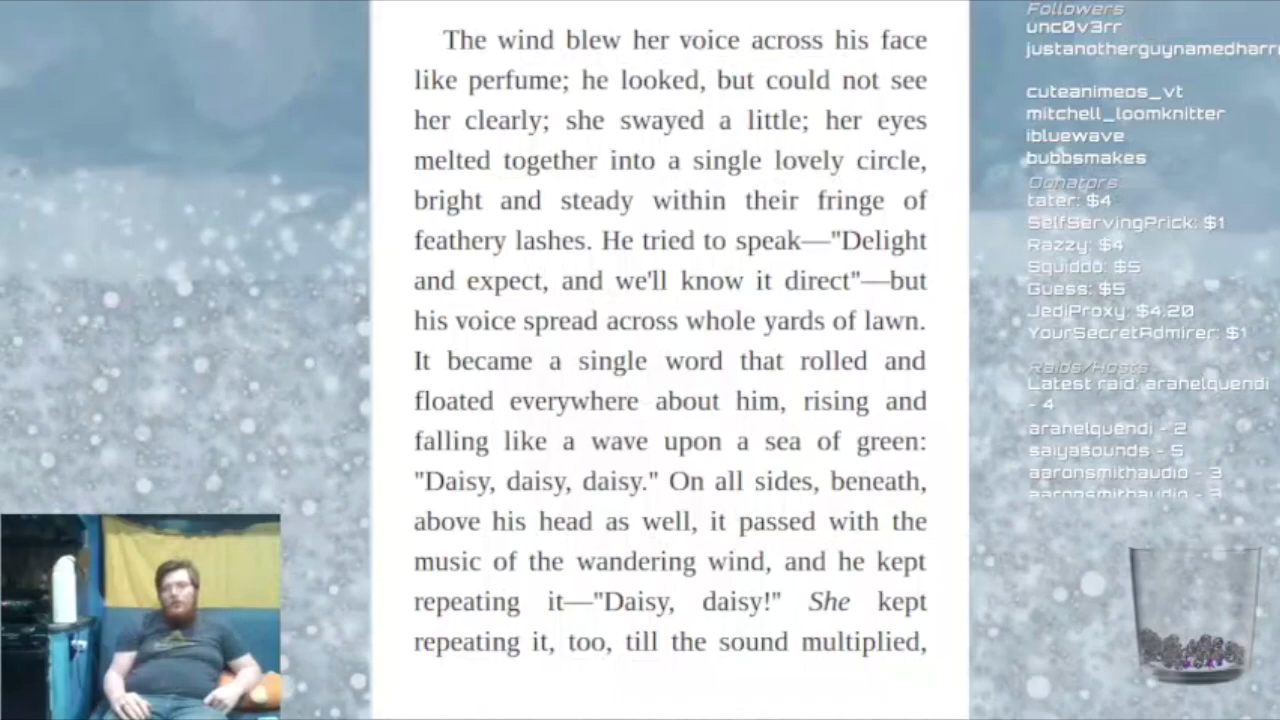 The wind blew her voice across his face
like perfume; he looked, but could not see
her clearly; she swayed a little; her eyes
melted together into a single lovely circle,
bright and steady within their fringe of
feathery lashes. He tried to speak—"Delight
and expect, and we'll know it direct"—but
his voice spread across whole yards of lawn.
It became a single word that rolled and
floated everywhere about him, rising and
falling like a wave upon a sea of green:
"Daisy, daisy, daisy." On all sides, beneath,
above his head as well, it passed with the
music of the wandering wind, and he kept
repeating it—"Daisy, daisy!" She kept
repeating it, too, till the sound multiplied,
Followers
unc0v3rr
cuteanimeos_vt
mitchell_loomknitter
ibluewave
bubbsmakes
Donators
tater: $4
SelfServingPrick: $1
Razzy: $4
Squiddo: $5
Guess: $5
JediProxy: $4.20
YourSecretAdmirer: $1
Raids/Hosts
Latest raid: arahelquendi
- 4
arahelquendi - 2
saiyasounds - 5
aaronsmithaudio - 3
aaronsmithaudio - 3